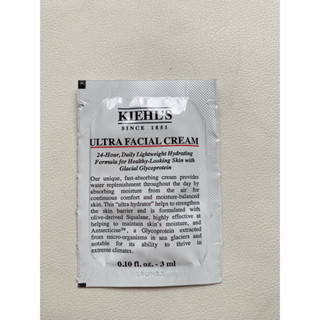 KIEHL'S
SINCE 1851
ULTRA FACIAL CREAM
24-Hour, Daily Lightweight Hydrating
Formula for Healthy-Looking Skin with
Glacial Glycoprotein
Our unique, fast-absorbing cream provides
water replenishment throughout the day by
absorbing moisture from the air for
continuous comfort and moisture-balanced
skin. This "ultra hydrator" helps to strengthen
the skin barrier and is formulated with
olive-derived Squalane, highly effective at
helping to maintain skin's moisture, and
Antarcticine™, a Glycoprotein extracted
from micro-organisms in sea glaciers and
notable for its ability to thrive in
extreme climates.
0.10 fl. oz. - 3 ml